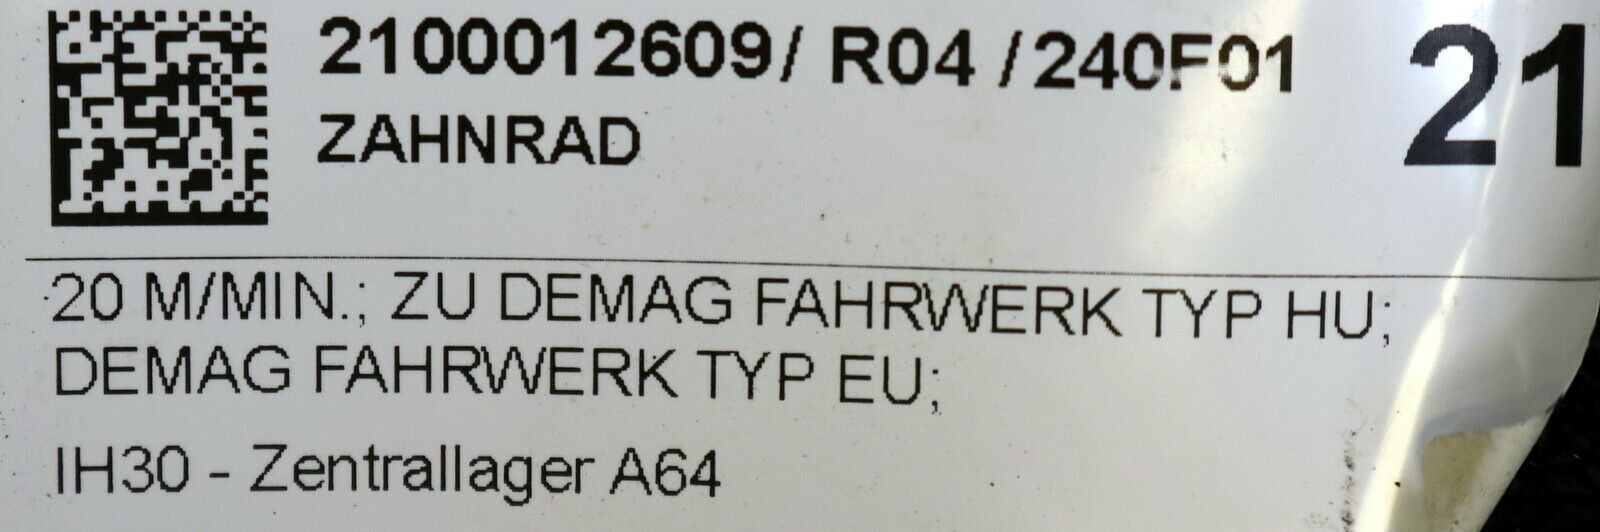 2100012609/ R04 /240F01 21
ZAHNRAD
20 M/MIN.; ZU DEMAG FAHRWERK TYP HU;
DEMAG FAHRWERK TYP EU;
IH30 - Zentrallager A64